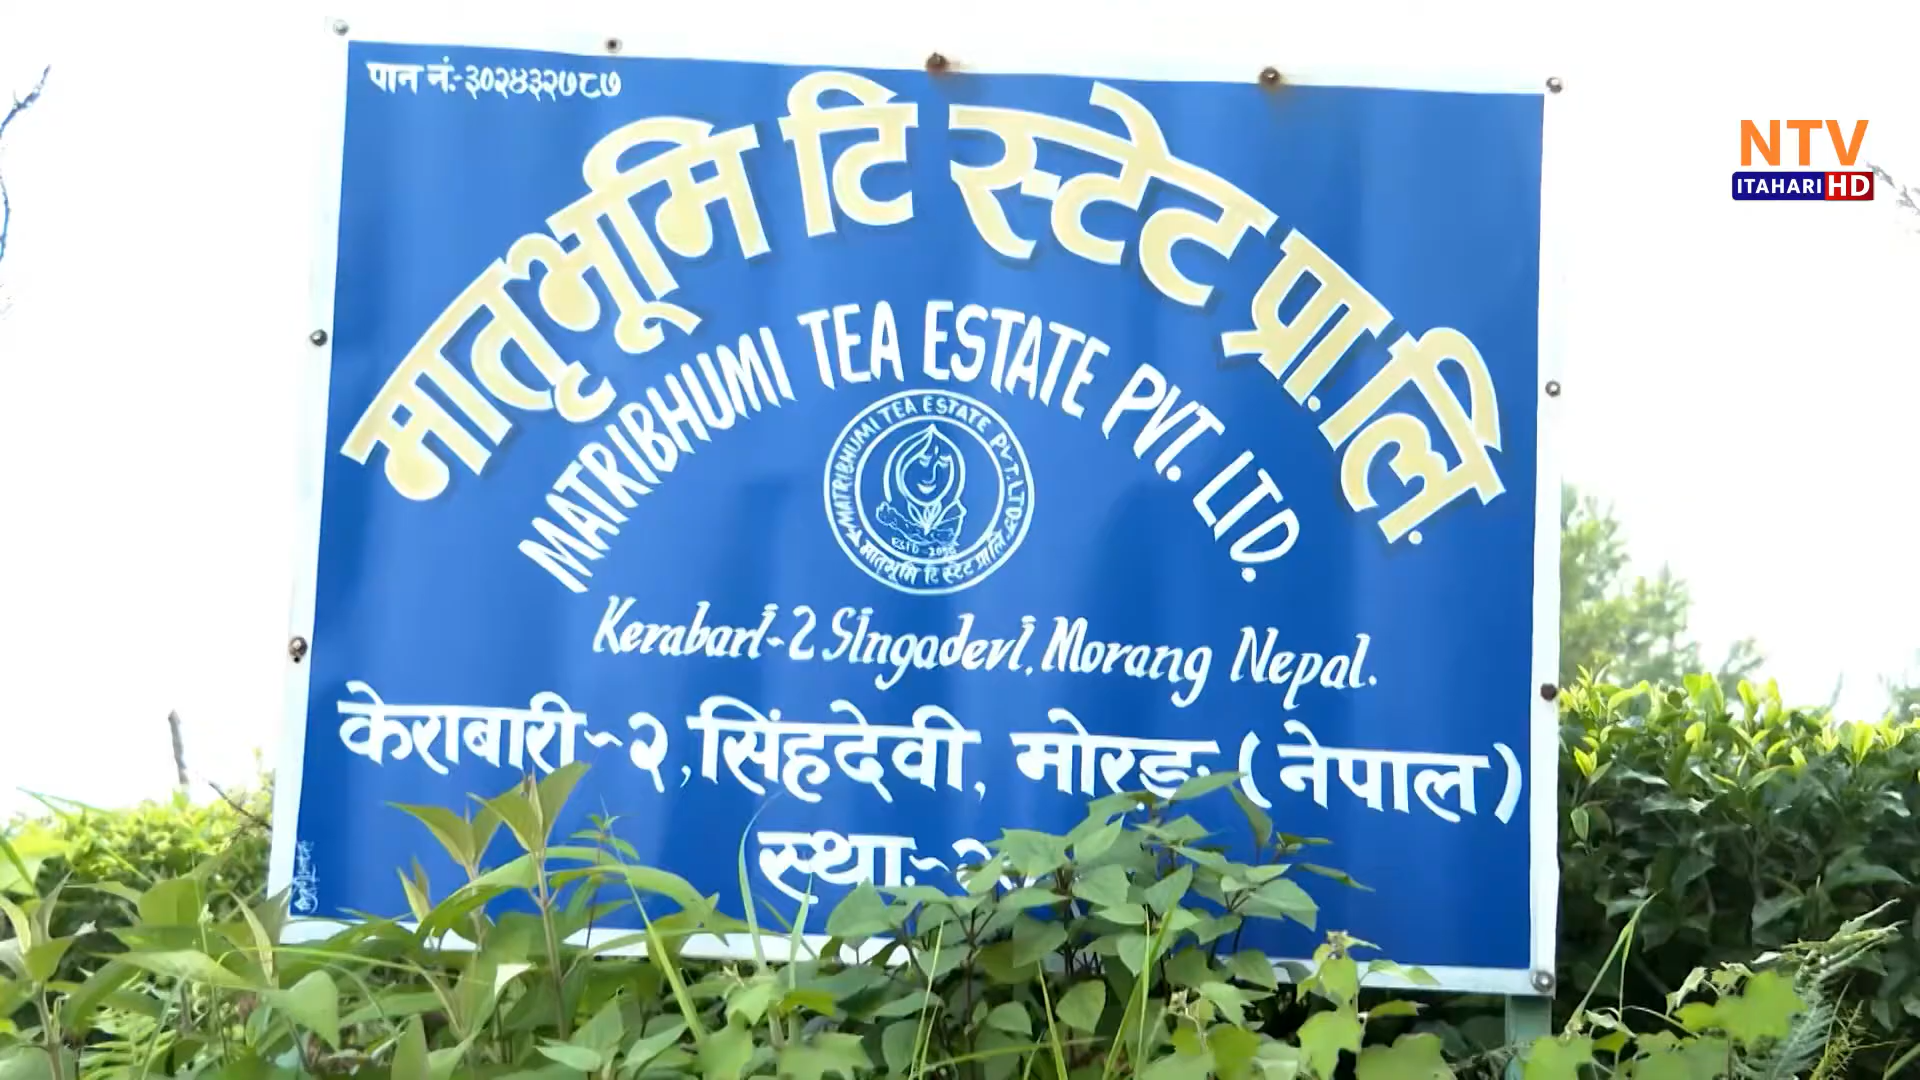 पान नं:-३०२४३२७८७
मातृभूमि टि स्टेट प्रा.लि.
MATRIBHUMI TEA ESTATE PVT. LTD.
MATRIBHUMI TEA ESTATE PVT. LTD.
मातृभूमि टि स्टेट प्रा.लि.
Kerabari-2 Singadevi, Morang Nepal.
केराबारी~२, सिंहदेवी, मोरङ (नेपाल)
स्था:~
NTV
ITAHARI HD